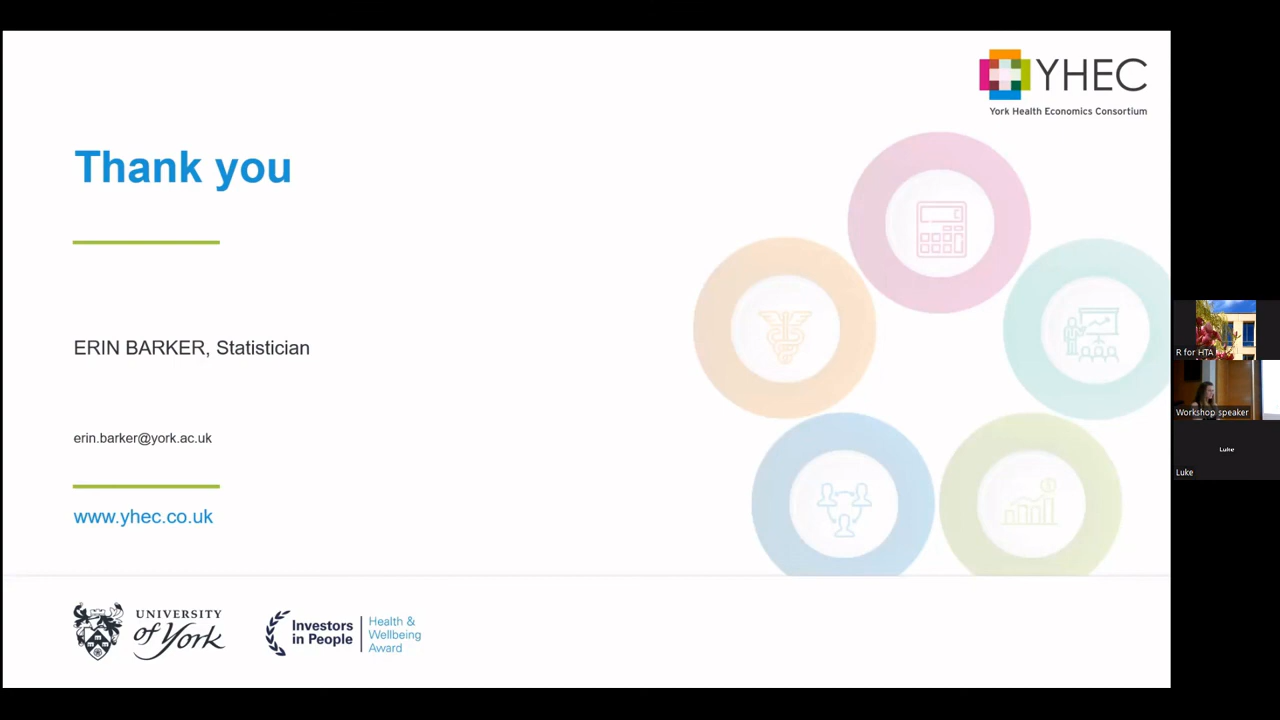 YHEC
York Health Economics Consortium
Thank you
ERIN BARKER, Statistician
erin.barker@york.ac.uk
www.yhec.co.uk
UNIVERSITY
of York
Investors
in People
Health &
Wellbeing
Award
R for HTA
Workshop speaker
Luke
Luke